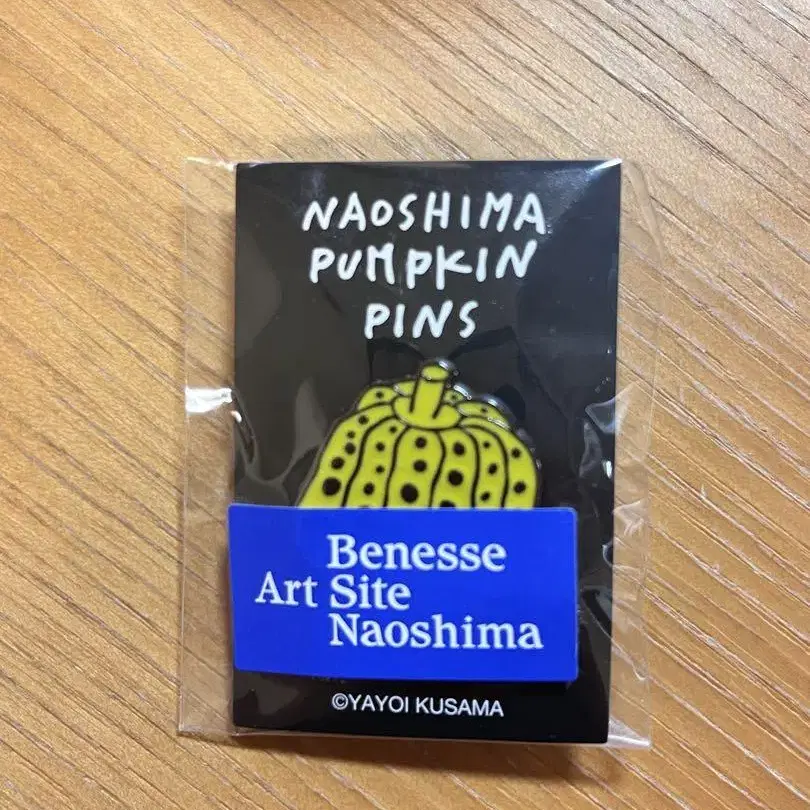 NAOSHIMA
PUMPKIN
PINS
Benesse
Art Site
Naoshima
©YAYOI KUSAMA